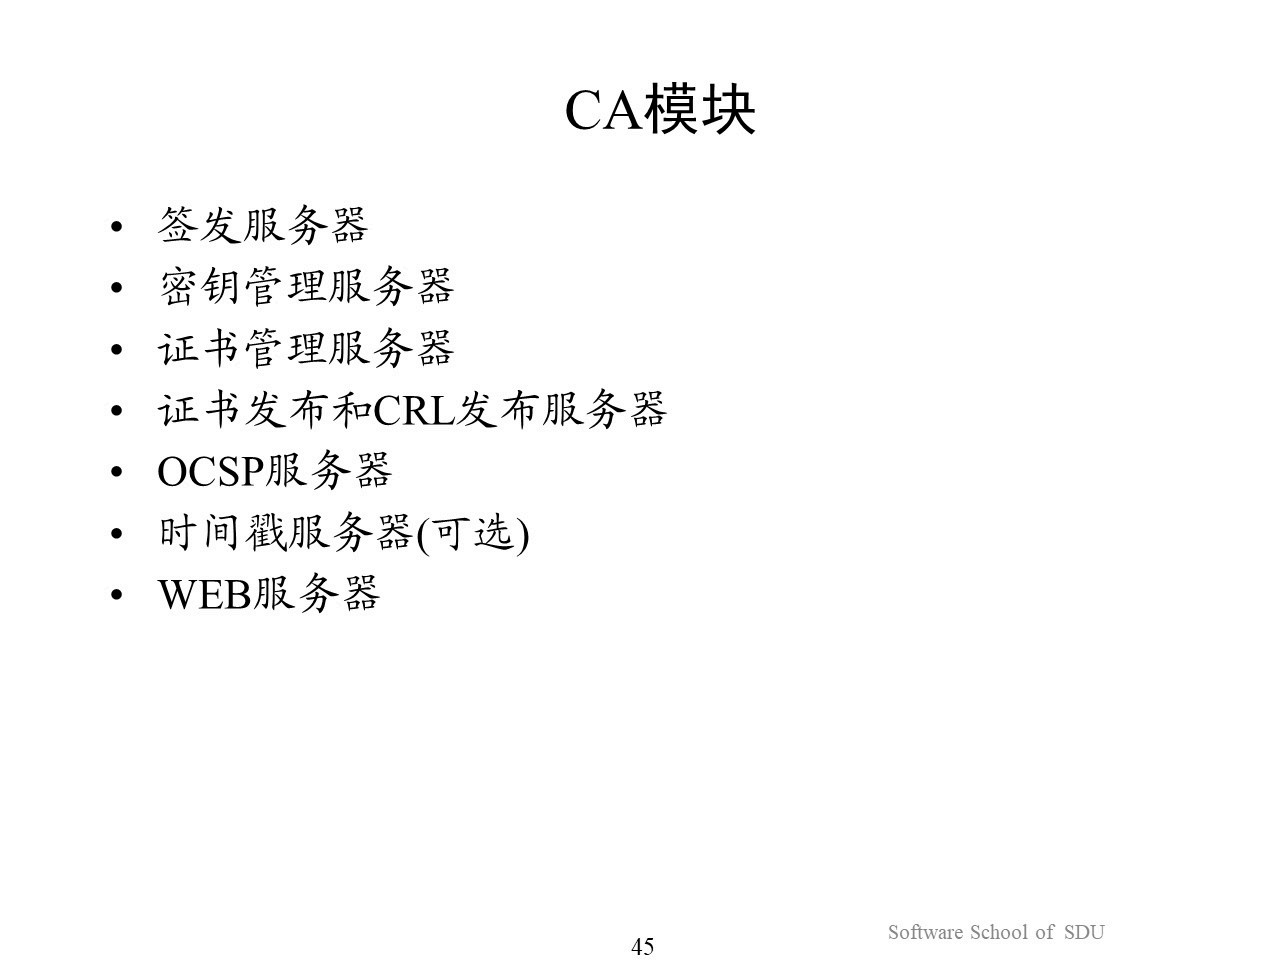 CA模块
• 签发服务器
• 密钥管理服务器
• 证书管理服务器
• 证书发布和CRL发布服务器
• OCSP服务器
• 时间戳服务器(可选)
• WEB服务器
45
Software School of SDU